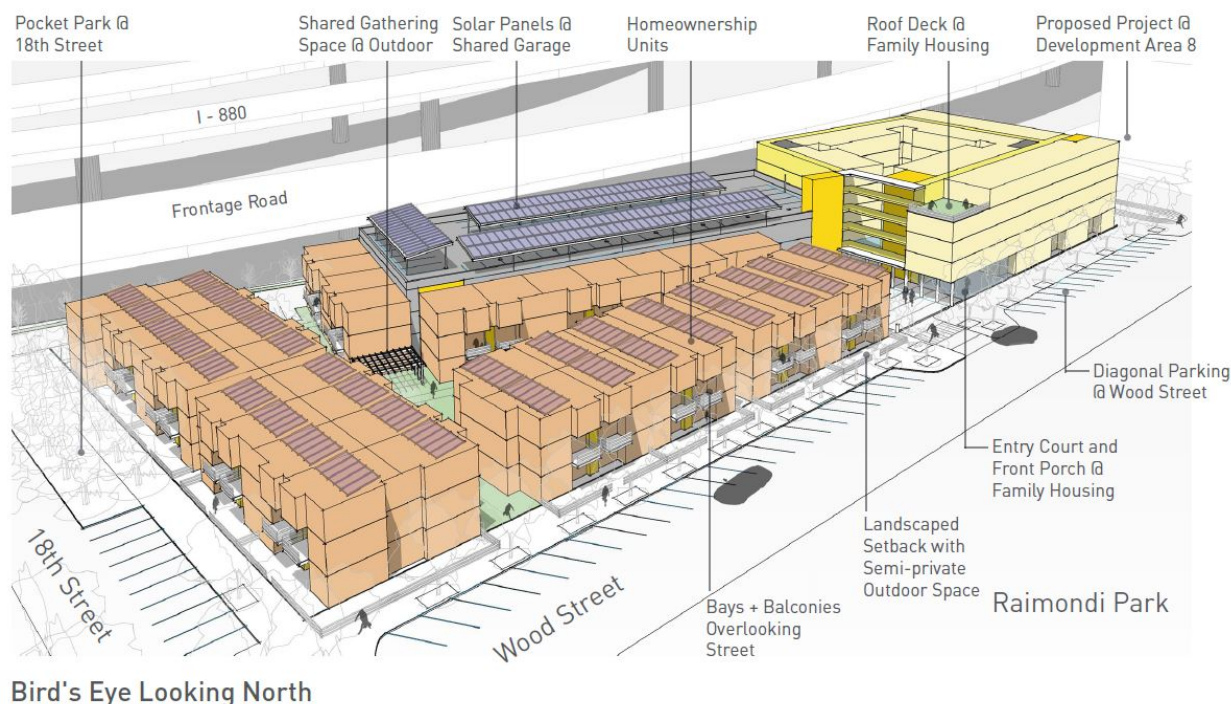 Pocket Park @
18th Street
Shared Gathering
Space @ Outdoor
Solar Panels @
Shared Garage
Homeownership
Units
Roof Deck @
Family Housing
Proposed Project @
Development Area 8
I - 880
Frontage Road
Diagonal Parking
@ Wood Street
Entry Court and
Front Porch @
Family Housing
Landscaped
Setback with
Semi-private
Outdoor Space
Raimondi Park
Bays + Balconies
Overlooking
Street
Wood Street
18th Street
Bird's Eye Looking North